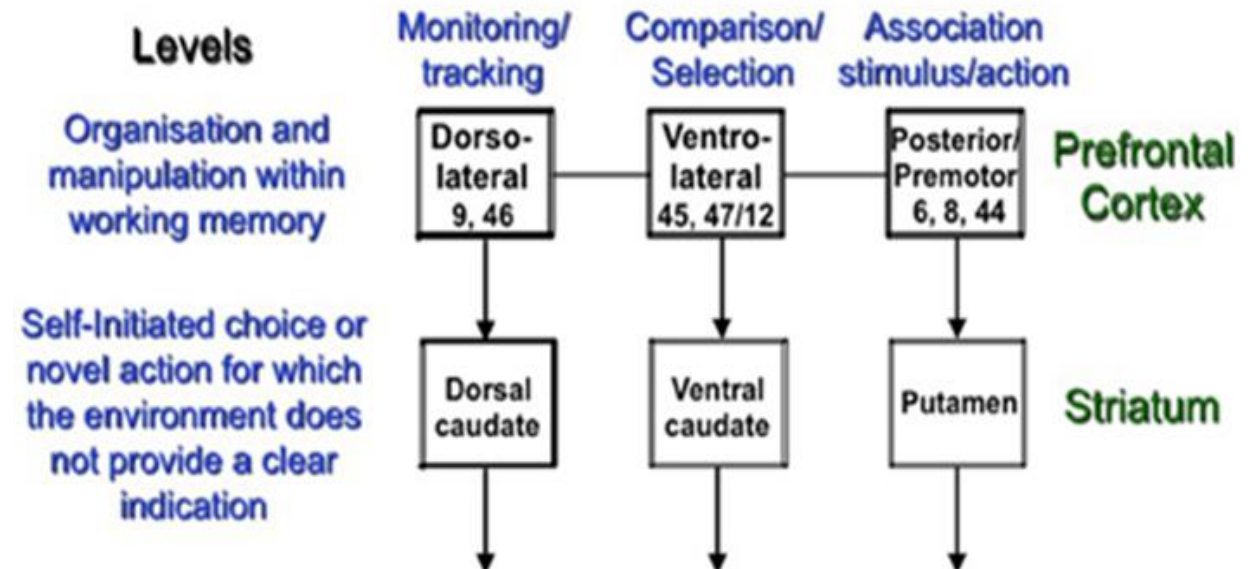 Levels
Monitoring/
tracking
Comparison/
Selection
Association
stimulus/action
Organisation and
manipulation within
working memory
Dorso-
lateral
9, 46
Ventro-
lateral
45, 47/12
Posterior/
Premotor
6, 8, 44
Prefrontal
Cortex
Self-Initiated choice or
novel action for which
the environment does
not provide a clear
indication
Dorsal
caudate
Ventral
caudate
Putamen
Striatum